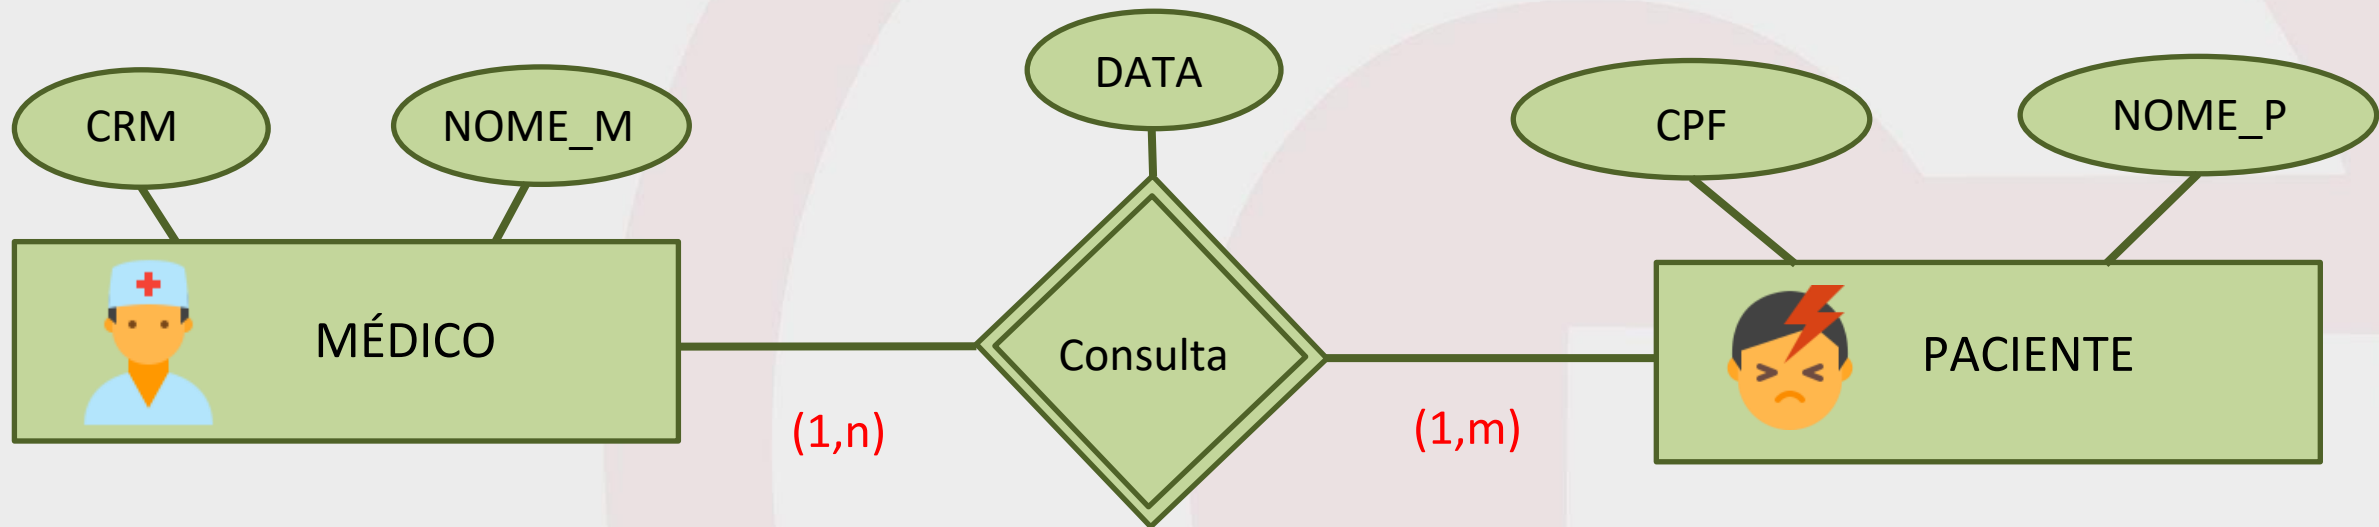 DATA
CRM
NOME_M
CPF
NOME_P
MÉDICO
Consulta
PACIENTE
(1,n)
(1,m)